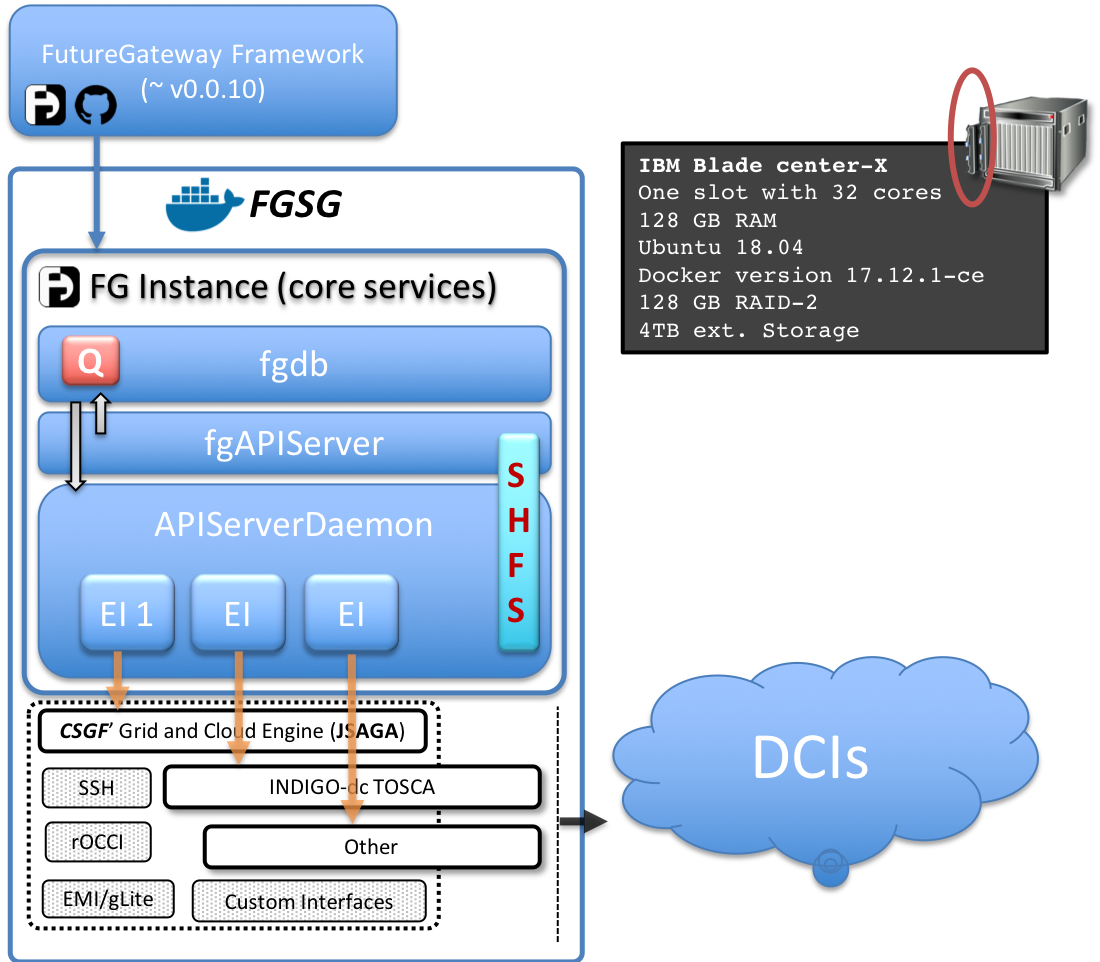 FutureGateway Framework
(~ v0.0.10)
FGSG
FG Instance (core services)
Q
fgdb
fgAPIServer
APIServerDaemon
S
H
F
S
EI 1
EI
EI
CSGF' Grid and Cloud Engine (JSAGA)
SSH
INDIGO-dc TOSCA
rOCCI
Other
EMI/gLite
Custom Interfaces
IBM Blade center-X
One slot with 32 cores
128 GB RAM
Ubuntu 18.04
Docker version 17.12.1-ce
128 GB RAID-2
4TB ext. Storage
DCIs